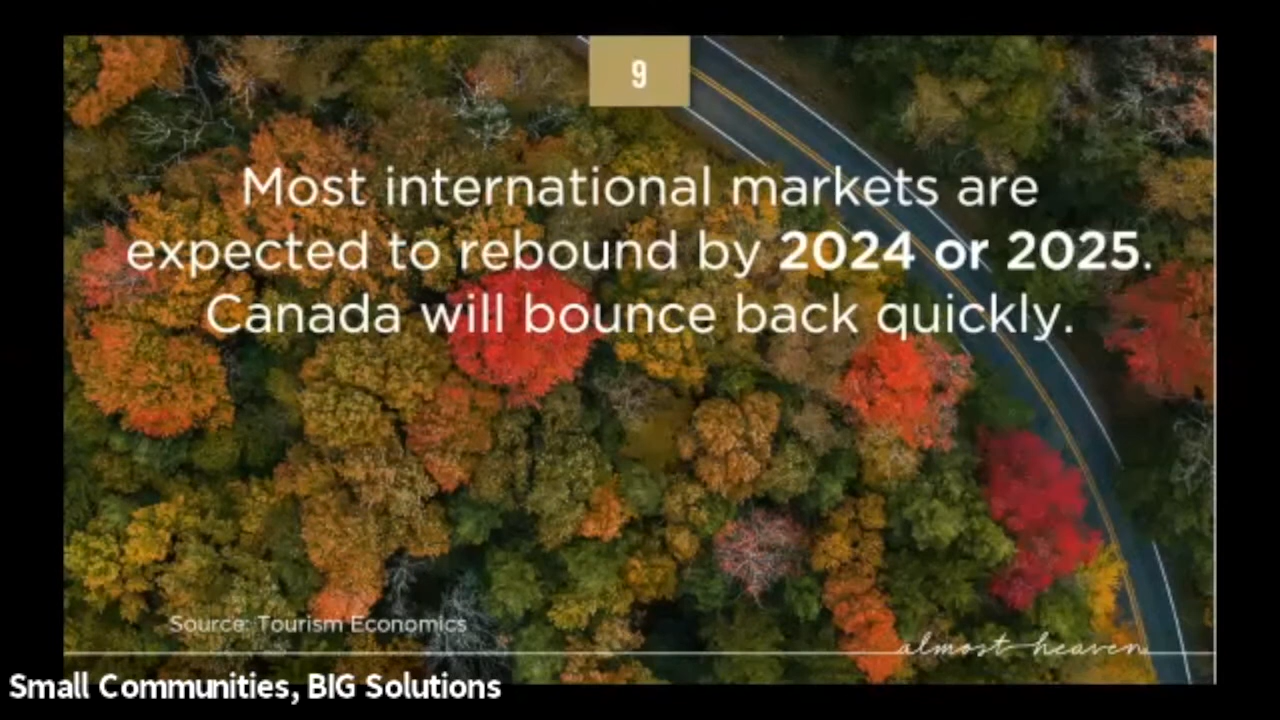 9
Most international markets are
expected to rebound by 2024 or 2025.
Canada will bounce back quickly.
Source: Tourism Economics
almost heaven
Small Communities, BIG Solutions